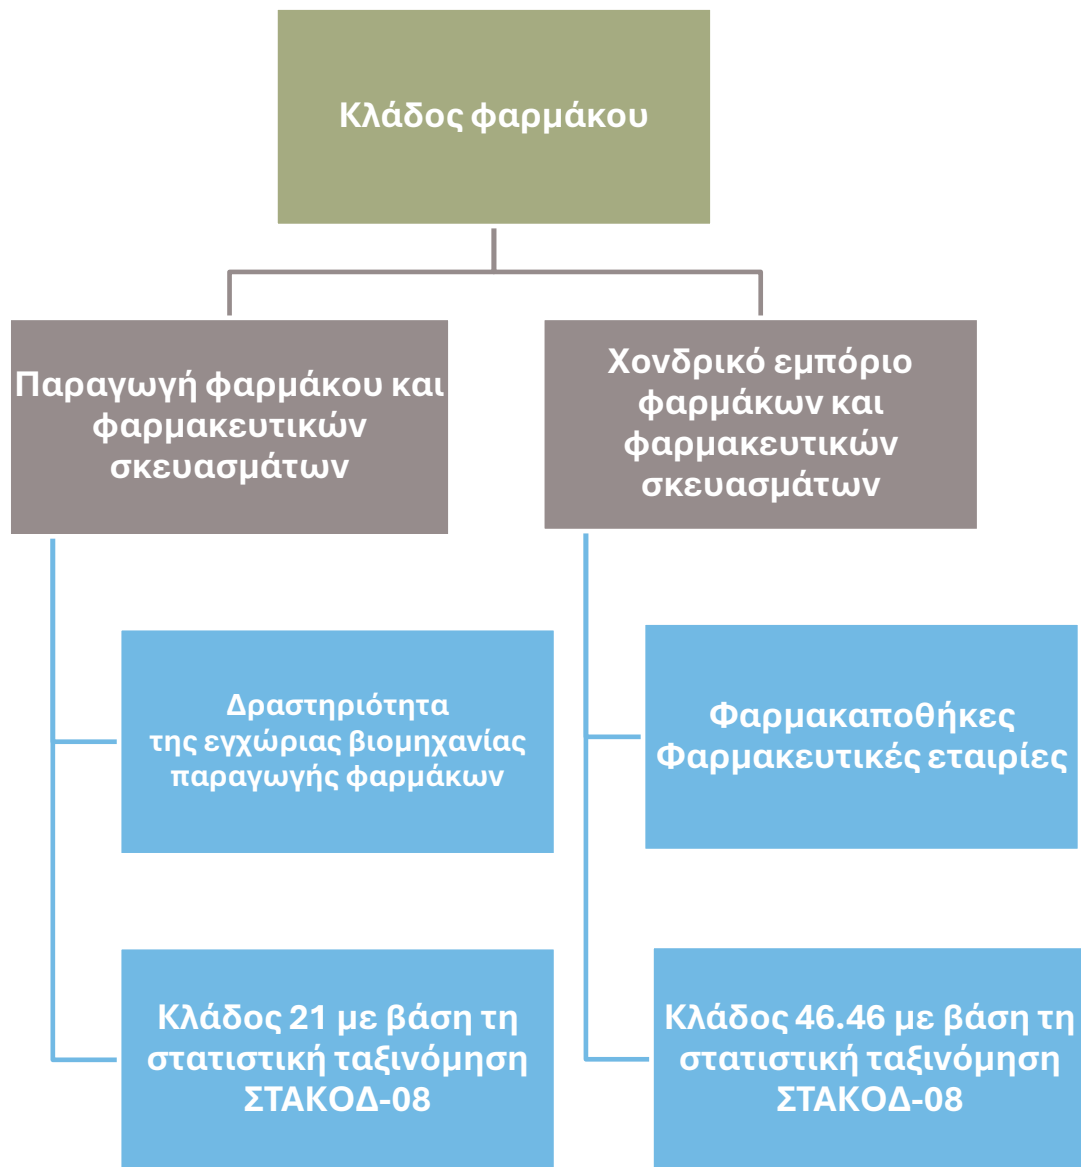 Κλάδος φαρμάκου
Παραγωγή φαρμάκου και
φαρμακευτικών
σκευασμάτων
Χονδρικό εμπόριο
φαρμάκων και
φαρμακευτικών
σκευασμάτων
Δραστηριότητα
της εγχώριας βιομηχανίας
παραγωγής φαρμάκων
Φαρμακαποθήκες
Φαρμακευτικές εταιρίες
Κλάδος 21 με βάση τη
στατιστική ταξινόμηση
ΣΤΑΚΟΔ-08
Κλάδος 46.46 με βάση τη
στατιστική ταξινόμηση
ΣΤΑΚΟΔ-08